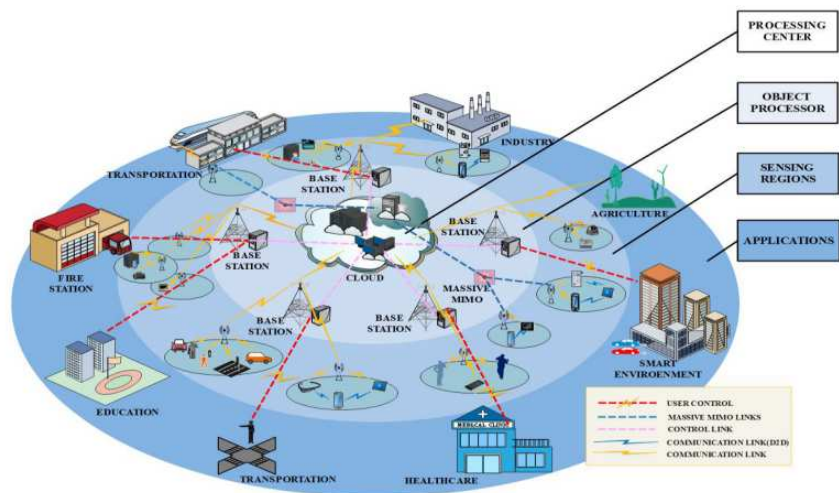 PROCESSING
CENTER
OBJECT
PROCESSOR
SENSING
REGIONS
APPLICATIONS
INDUSTRY
TRANSPORTATION
BASE
STATION
AGRICULTURE
BASE
STATION
BASE
STATION
FIRE
STATION
CLOUD
MASSIVE
MIMO
BASE
STATION
BASE
STATION
SMART
ENVIROENMENT
EDUCATION
MEDICAL CLINIC
TRANSPORTATION
HEALTHCARE
USER CONTROL
MASSIVE MIMO LINKS
CONTROL LINK
COMMUNICATION LINK(D2D)
COMMUNICATION LINK